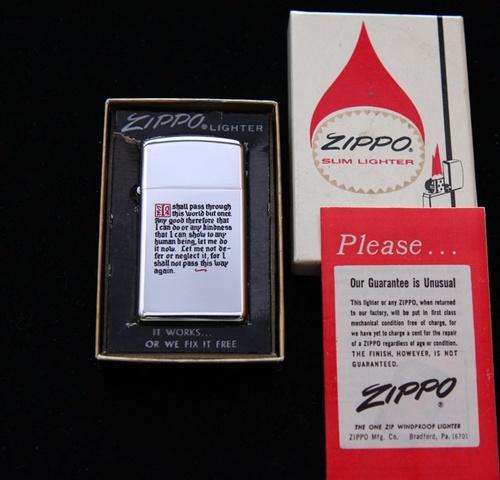 ZIPPO® LIGHTER
I shall pass through
this world but once.
Any good therefore that
I can do or any kindness
that I can show to any
human being, let me do
it now. Let me not de-
fer or neglect it, for I
shall not pass this way
again.
IT WORKS...
OR WE FIX IT FREE
ZIPPO®
SLIM LIGHTER
Please...
Our Guarantee is Unusual
This lighter or any ZIPPO, when returned
to our factory, will be put in first class
mechanical condition free of charge, for
we have yet to charge a cent for the repair
of a ZIPPO regardless of age or condition.
THE FINISH, HOWEVER, IS NOT
GUARANTEED.
ZIPPO®
THE ONE ZIP WINDPROOF LIGHTER
ZIPPO Mfg. Co. Bradford, Pa. 16701